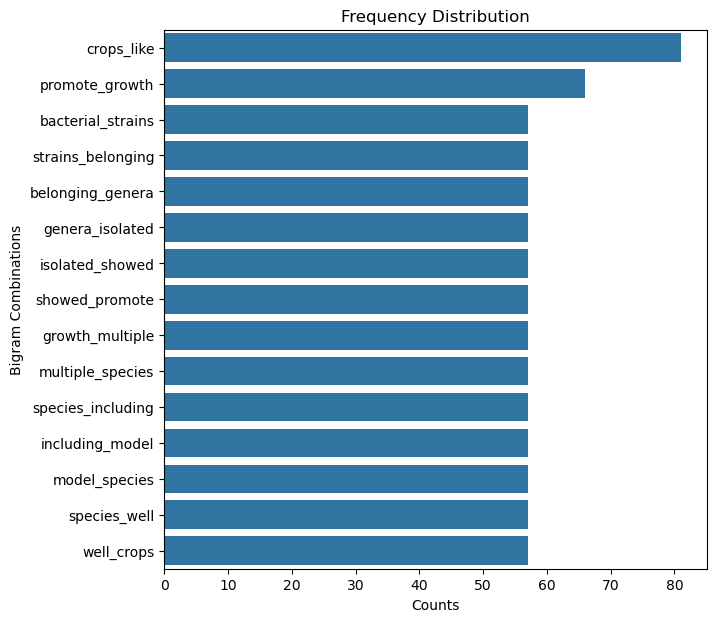 Frequency Distribution
Bigram Combinations
crops_like
promote_growth
bacterial_strains
strains_belonging
belonging_genera
genera_isolated
isolated_showed
showed_promote
growth_multiple
multiple_species
species_including
including_model
model_species
species_well
well_crops
0 10 20 30 40 50 60 70 80
Counts